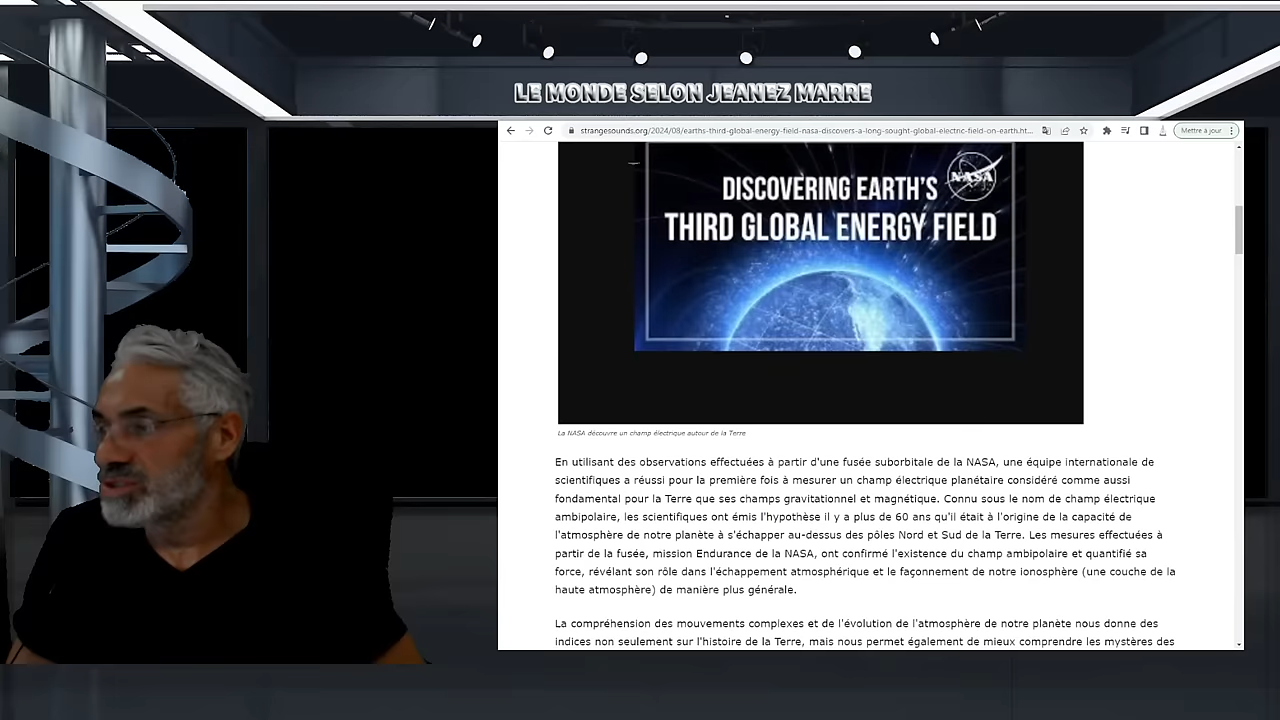 LE MONDE SELON JEANEZ MARRE
strangesounds.org/2024/08/earths-third-global-energy-field-nasa-discovers-a-long-sought-global-electric-field-on-earth.ht...
Mettre à jour
NASA
DISCOVERING EARTH'S
THIRD GLOBAL ENERGY FIELD
La NASA découvre un champ électrique autour de la Terre
En utilisant des observations effectuées à partir d'une fusée suborbitale de la NASA, une équipe internationale de
scientifiques a réussi pour la première fois à mesurer un champ électrique planétaire considéré comme aussi
fondamental pour la Terre que ses champs gravitationnel et magnétique. Connu sous le nom de champ électrique
ambipolaire, les scientifiques ont émis l'hypothèse il y a plus de 60 ans qu'il était à l'origine de la capacité de
l'atmosphère de notre planète à s'échapper au-dessus des pôles Nord et Sud de la Terre. Les mesures effectuées à
partir de la fusée, mission Endurance de la NASA, ont confirmé l'existence du champ ambipolaire et quantifié sa
force, révélant son rôle dans l'échappement atmosphérique et le façonnement de notre ionosphère (une couche de la
haute atmosphère) de manière plus générale.
La compréhension des mouvements complexes et de l'évolution de l'atmosphère de notre planète nous donne des
indices non seulement sur l'histoire de la Terre, mais nous permet également de mieux comprendre les mystères des